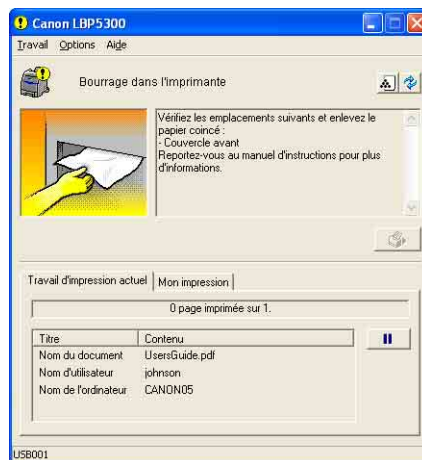 Canon LBP5300
Travail Options Aide
Bourrage dans l'imprimante
Vérifiez les emplacements suivants et enlevez le
papier coincé :
- Couvercle avant
Reportez-vous au manuel d'instructions pour plus
d'informations.
Travail d'impression actuel Mon impression
0 page imprimée sur 1.
Titre Contenu
Nom du document UsersGuide.pdf
Nom d'utilisateur johnson
Nom de l'ordinateur CANON05
USB001